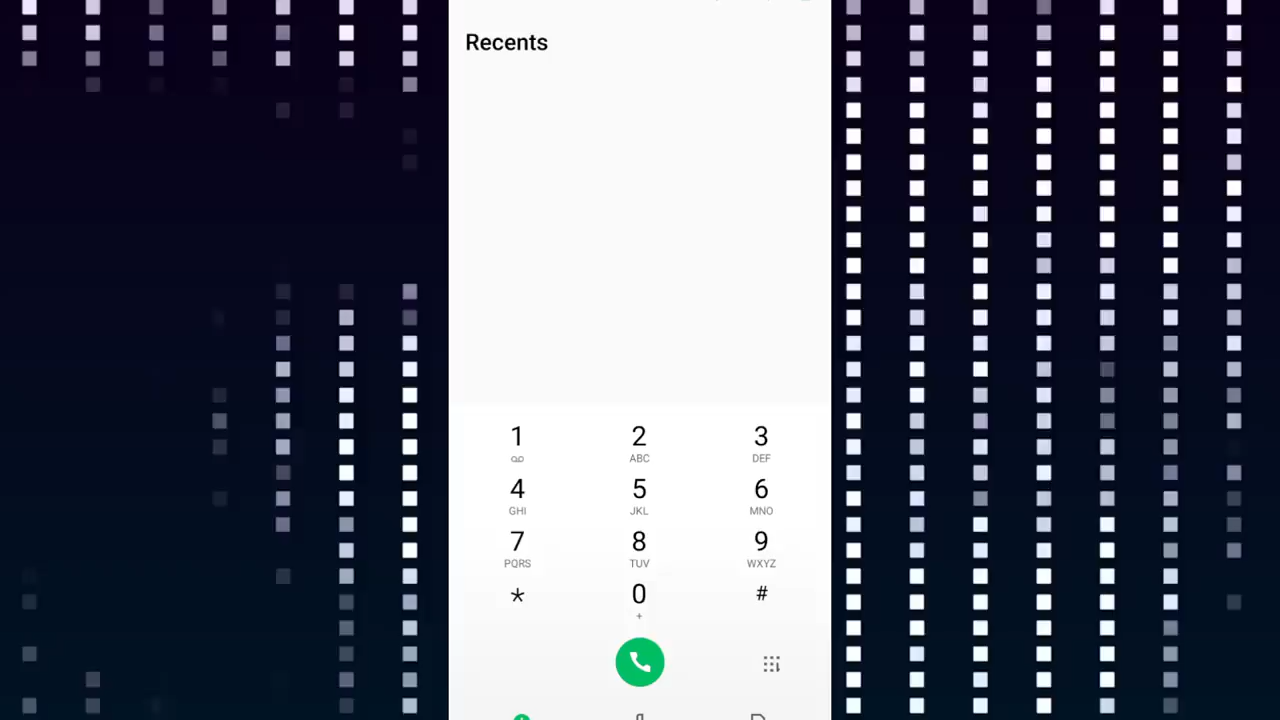 Recents
1 2 3
ABC DEF
4 5 6
GHI JKL MNO
7 8 9
PQRS TUV WXYZ
* 0 #
+